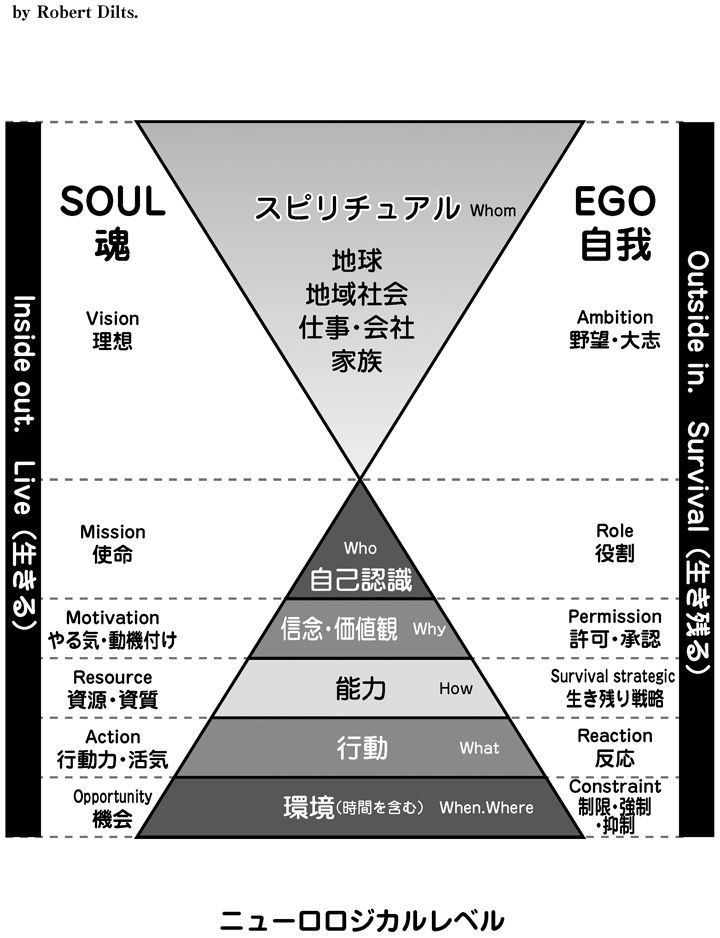 by Robert Dilts.
SOUL
魂
Vision
理想
スピリチュアル Whom
地球
地域社会
仕事・会社
家族
EGO
自我
Ambition
野望・大志
Inside out. Live（生きる）
Outside in. Survival（生き残る）
Mission
使命
Who
自己認識
Role
役割
Motivation
やる気・動機付け
信念・価値観 Why
Permission
許可・承認
Resource
資源・資質
能力 How
Survival strategic
生き残り戦略
Action
行動力・活気
行動 What
Reaction
反応
Opportunity
機会
環境（時間を含む） When.Where
Constraint
制限・強制
・抑制
ニューロロジカルレベル